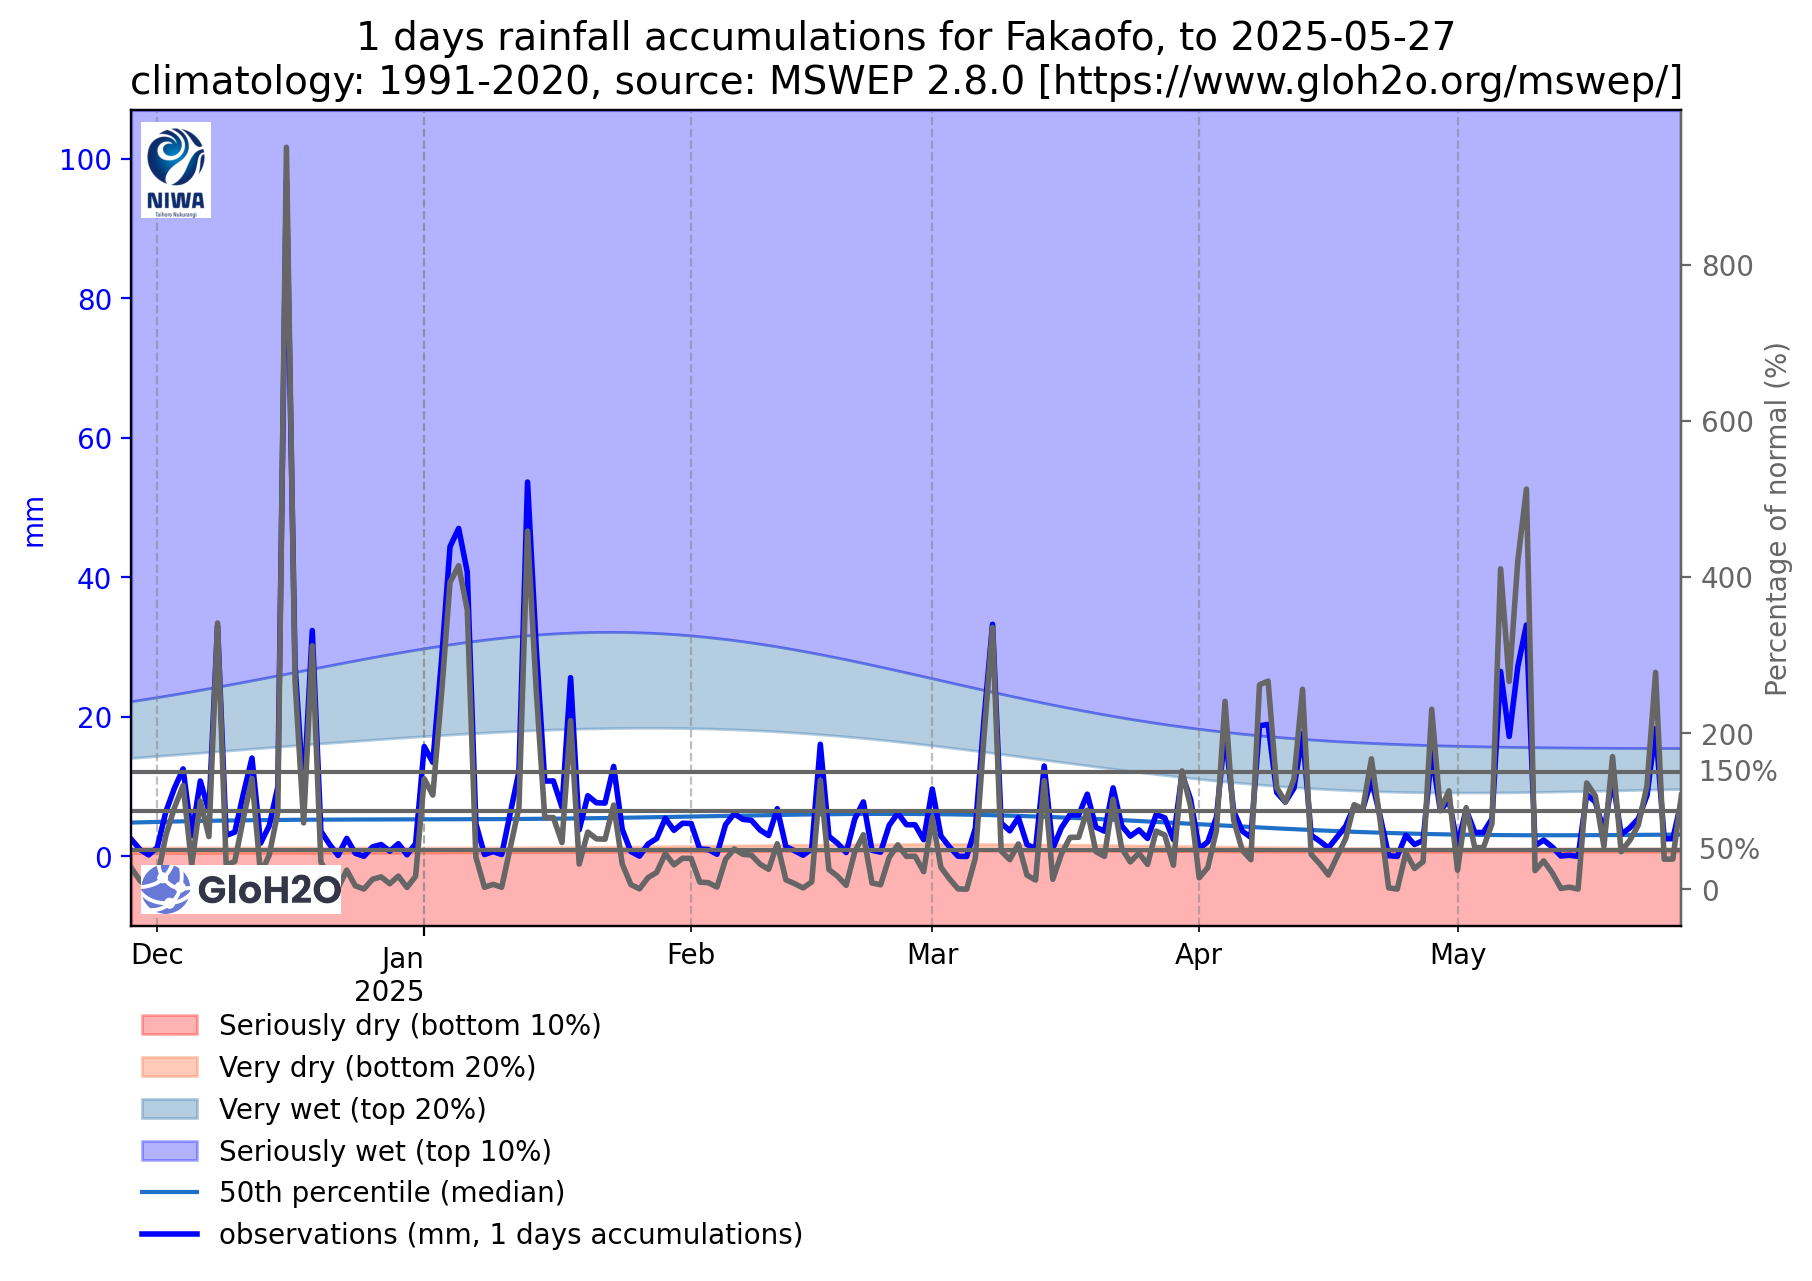 1 days rainfall accumulations for Fakaofo, to 2025-05-27
climatology: 1991-2020, source: MSWEP 2.8.0 [https://www.gloh2o.org/mswep/]
NIWA
Taihoro Nukurangi
100
80
60
40
20
0
mm
800
600
400
200
150%
50%
0
Percentage of normal (%)
GloH2O
Dec
Jan
2025
Feb
Mar
Apr
May
Seriously dry (bottom 10%)
Very dry (bottom 20%)
Very wet (top 20%)
Seriously wet (top 10%)
50th percentile (median)
observations (mm, 1 days accumulations)